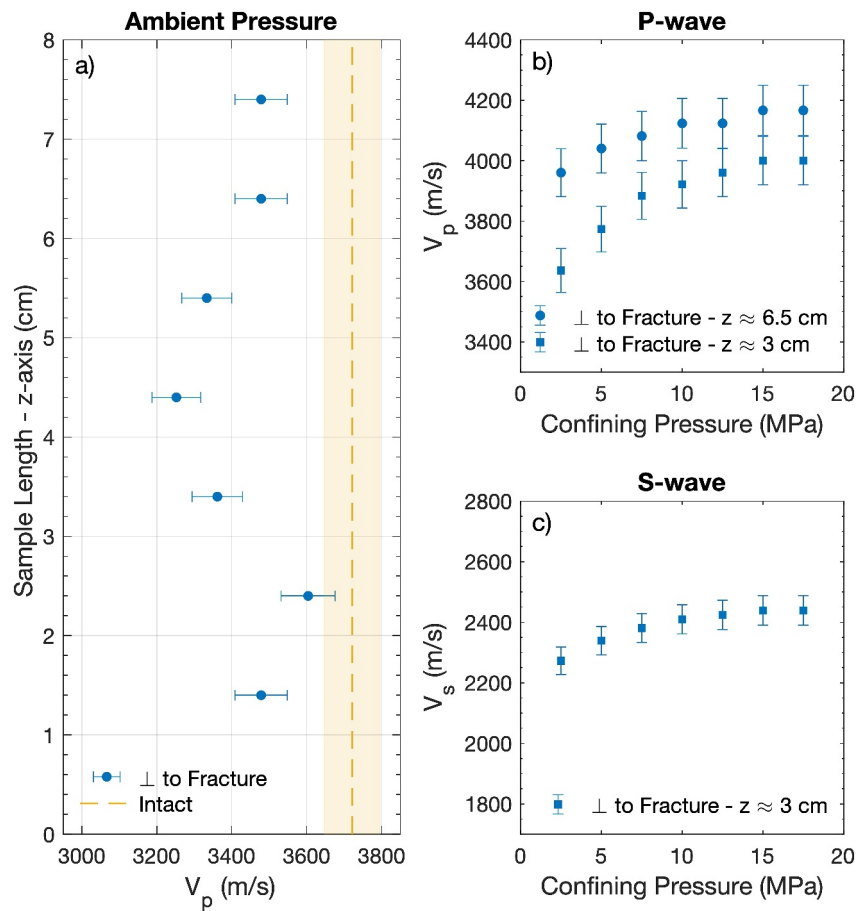 Ambient Pressure
a)
8
7
6
5
4
3
2
1
0
Sample Length - z-axis (cm)
⊥ to Fracture
Intact
3000 3200 3400 3600 3800
Vp (m/s)
P-wave
b)
4400
4200
4000
3800
3600
3400
Vp (m/s)
⊥ to Fracture - z ≈ 6.5 cm
⊥ to Fracture - z ≈ 3 cm
0 5 10 15 20
Confining Pressure (MPa)
S-wave
c)
2800
2600
2400
2200
2000
1800
Vs (m/s)
⊥ to Fracture - z ≈ 3 cm
0 5 10 15 20
Confining Pressure (MPa)